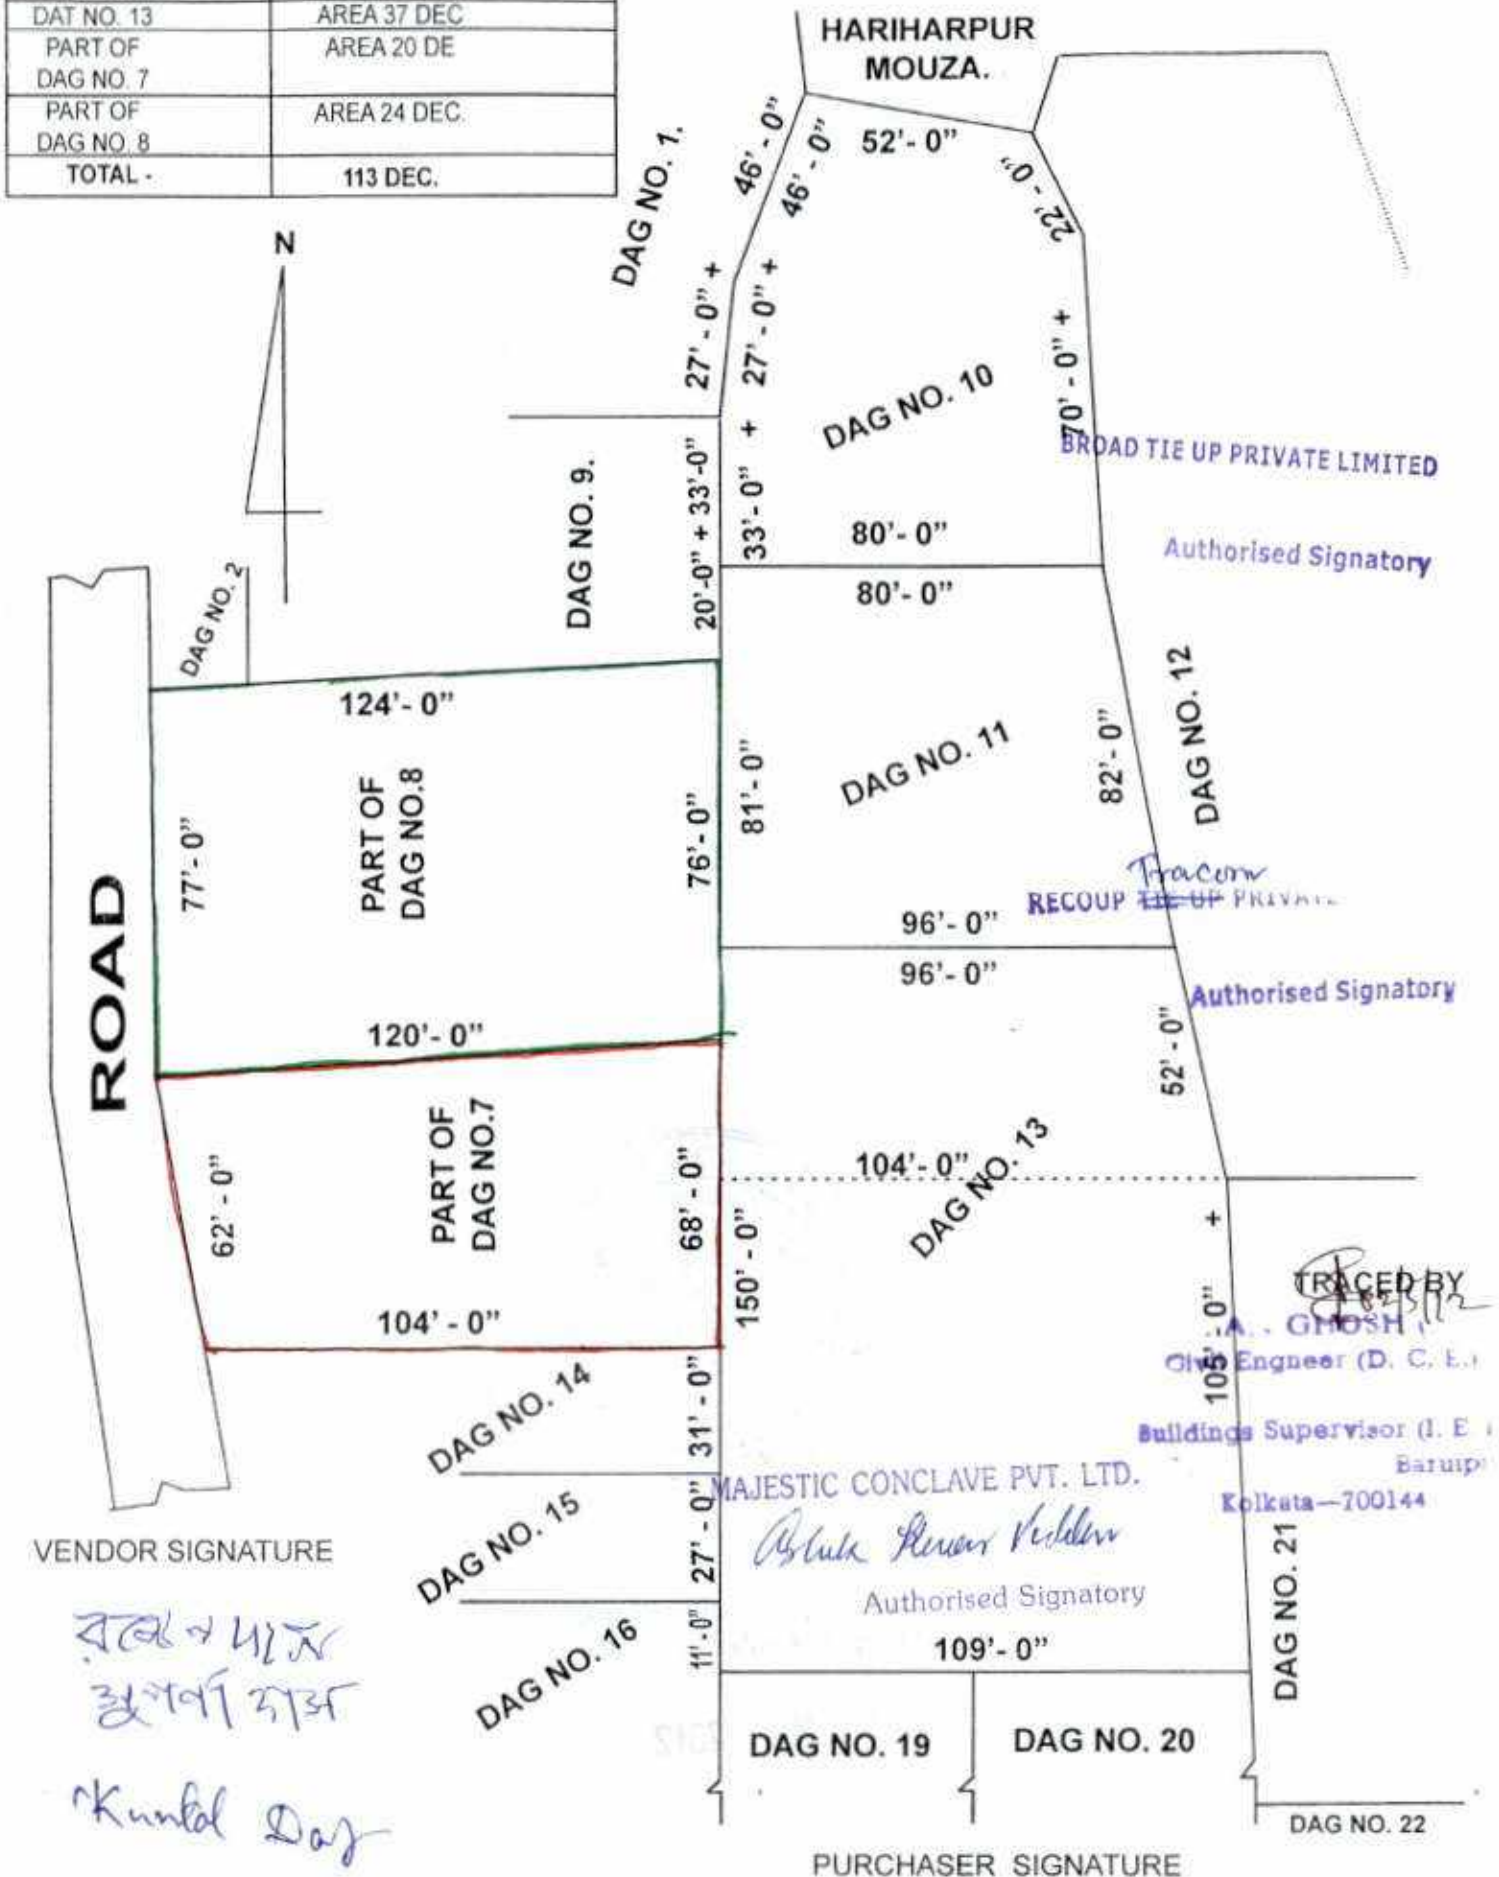 DAT NO. 13 AREA 37 DEC
PART OF AREA 20 DE
DAG NO. 7
PART OF AREA 24 DEC.
DAG NO. 8
TOTAL - 113 DEC.
HARIHARPUR
MOUZA.
N
DAG NO. 1.
46'- 0"
46'- 0"
52'- 0"
22'- 0"
27'- 0" +
27'- 0" +
70'- 0" +
DAG NO. 10
DAG NO. 9.
20'-0" + 33'-0"
33'- 0" +
80'- 0"
BROAD TIE UP PRIVATE LIMITED
Authorised Signatory
DAG NO. 2
80'- 0"
124'- 0"
77'- 0"
PART OF
DAG NO.8
76'- 0"
81'- 0"
DAG NO. 11
82'- 0"
DAG NO. 12
ROAD
Tracom
RECOUP TIE UP PRIVATE
96'- 0"
96'- 0"
Authorised Signatory
120'- 0"
52'-0"
62'- 0"
PART OF
DAG NO.7
68'- 0"
150'- 0"
104'- 0"
DAG NO. 13
105'- 0" +
TRACED BY
A. GHOSH
Engneer (D. C. E.)
Buildings Supervisor (I. E
Baruip
Kolkata—700144
104'- 0"
DAG NO. 14
31'- 0"
MAJESTIC CONCLAVE PVT. LTD.
DAG NO. 15
27'- 0"
Authorised Signatory
VENDOR SIGNATURE
DAG NO. 16
11'-0"
109'- 0"
DAG NO. 21
দাস
সুপর্ণা দাস
Kuntal Das
DAG NO. 19
DAG NO. 20
DAG NO. 22
PURCHASER SIGNATURE